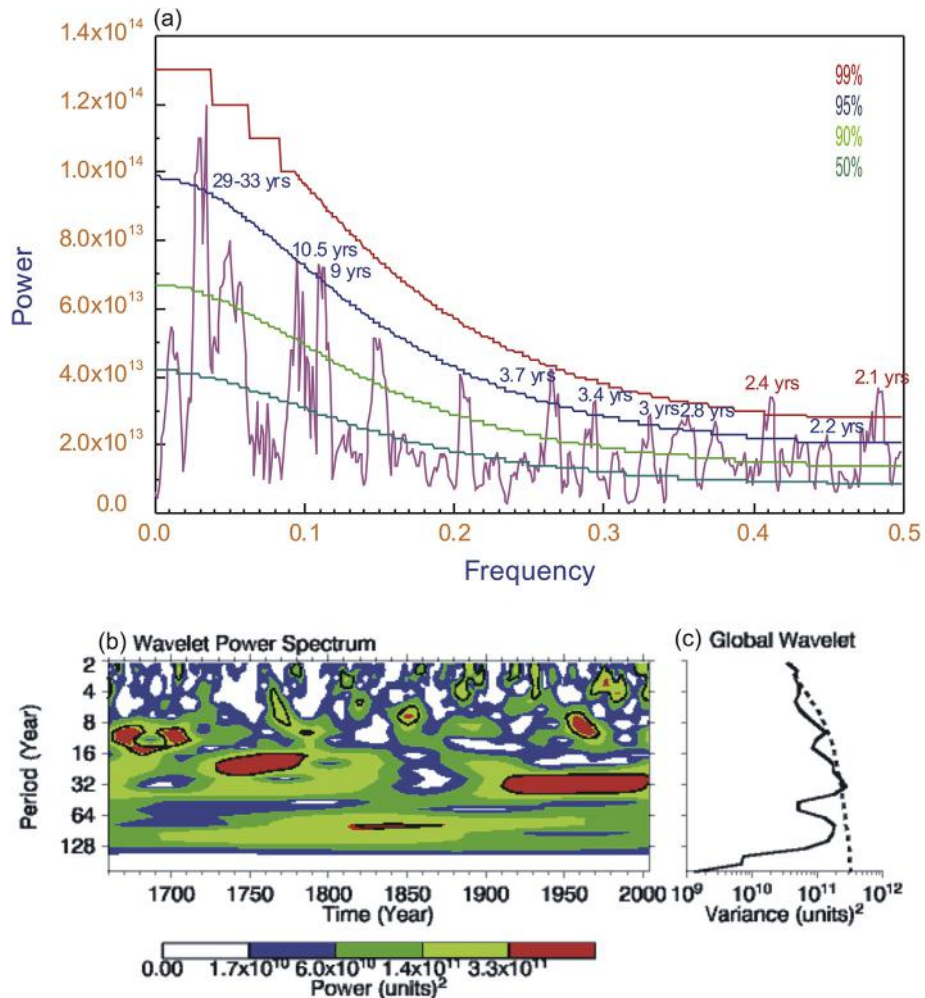 (a)
1.4x10^14
1.2x10^14
1.0x10^14
8.0x10^13
6.0x10^13
4.0x10^13
2.0x10^13
0.0
Power
99%
95%
90%
50%
29-33 yrs
10.5 yrs
9 yrs
3.7 yrs
3.4 yrs
3 yrs
2.8 yrs
2.4 yrs
2.2 yrs
2.1 yrs
0.0 0.1 0.2 0.3 0.4 0.5
Frequency
(b) Wavelet Power Spectrum
2
4
8
16
32
64
128
Period (Year)
1700 1750 1800 1850 1900 1950 2000
Time (Year)
0.00 1.7x10^10 6.0x10^10 1.4x10^11 3.3x10^11
Power (units)^2
(c) Global Wavelet
10^9 10^10 10^11 10^12
Variance (units)^2